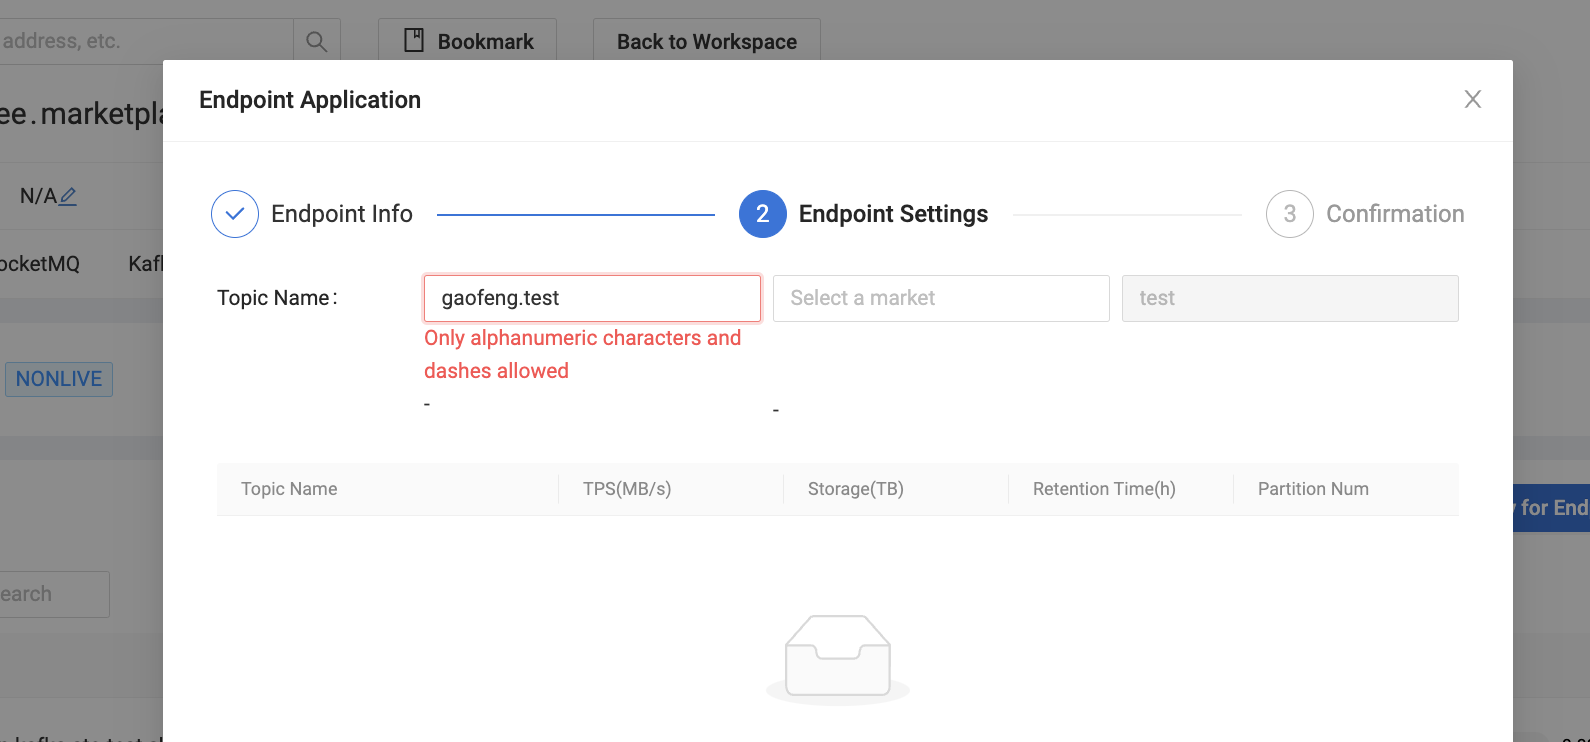 address, etc.
Bookmark
Back to Workspace
Endpoint Application
ee.marketpla
N/A
Endpoint Info
2
Endpoint Settings
3
Confirmation
ocketMQ
Kafk
Topic Name:
gaofeng.test
Select a market
test
Only alphanumeric characters and
dashes allowed
NONLIVE
-
-
Topic Name
TPS(MB/s)
Storage(TB)
Retention Time(h)
Partition Num
y for End
earch